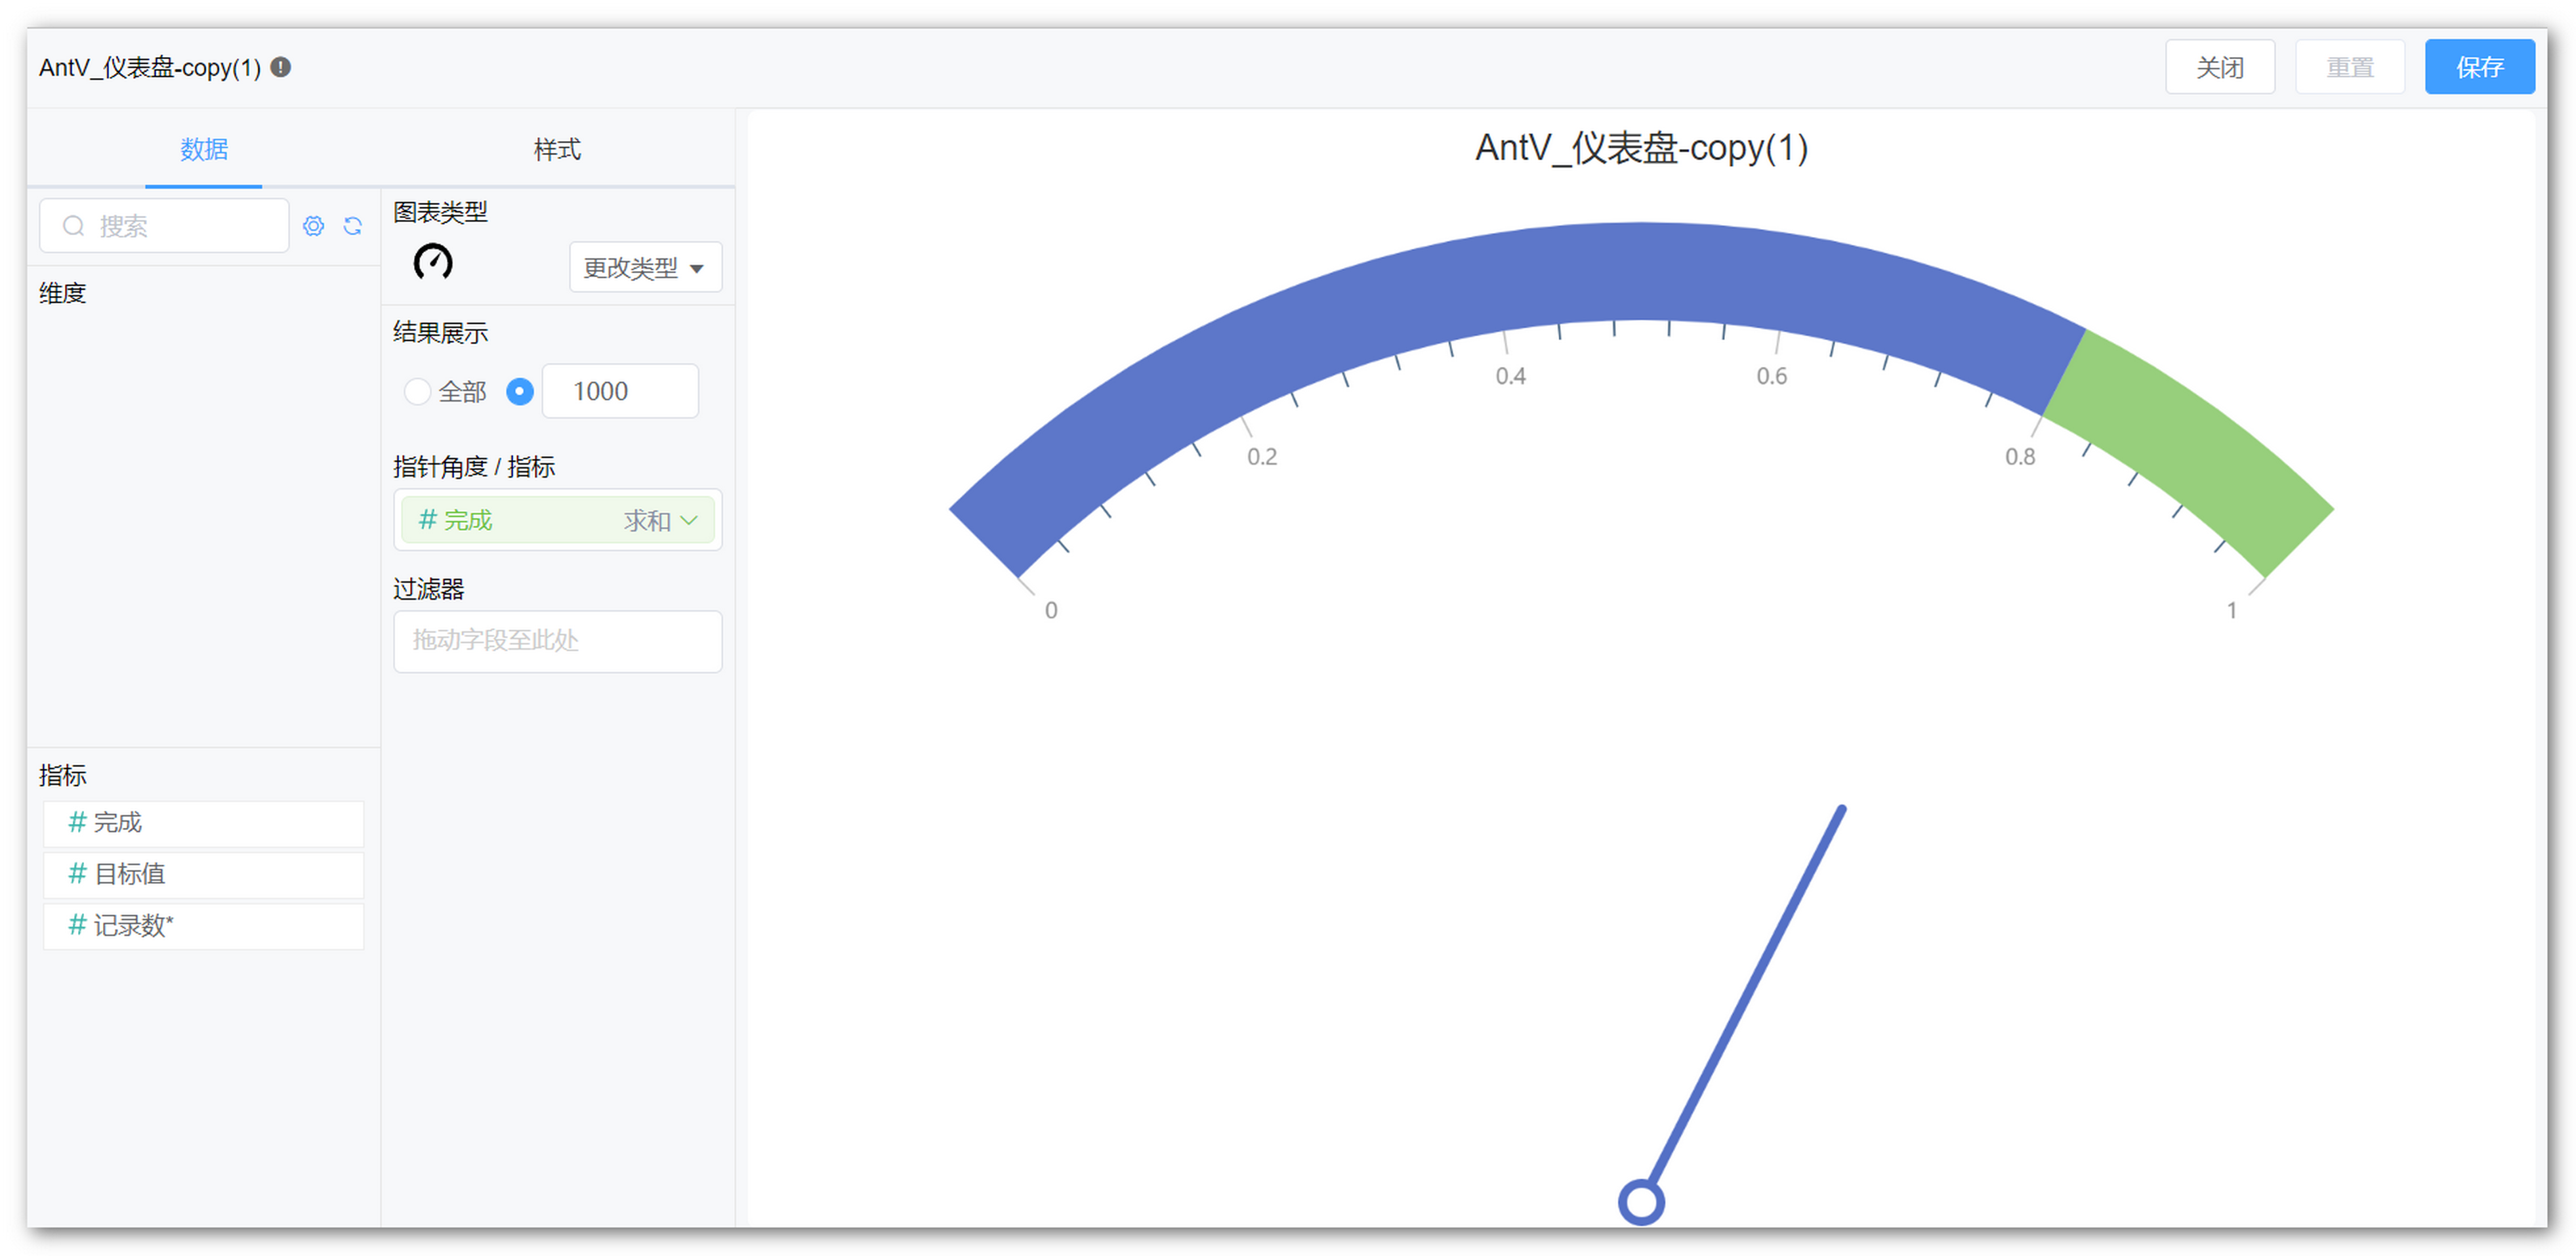 AntV_仪表盘-copy(1)
关闭
重置
保存
数据
样式
搜索
维度
指标
# 完成
# 目标值
# 记录数*
图表类型
更改类型
结果展示
全部
1000
指针角度 / 指标
# 完成 求和
过滤器
拖动字段至此处
AntV_仪表盘-copy(1)
0
0.2
0.4
0.6
0.8
1